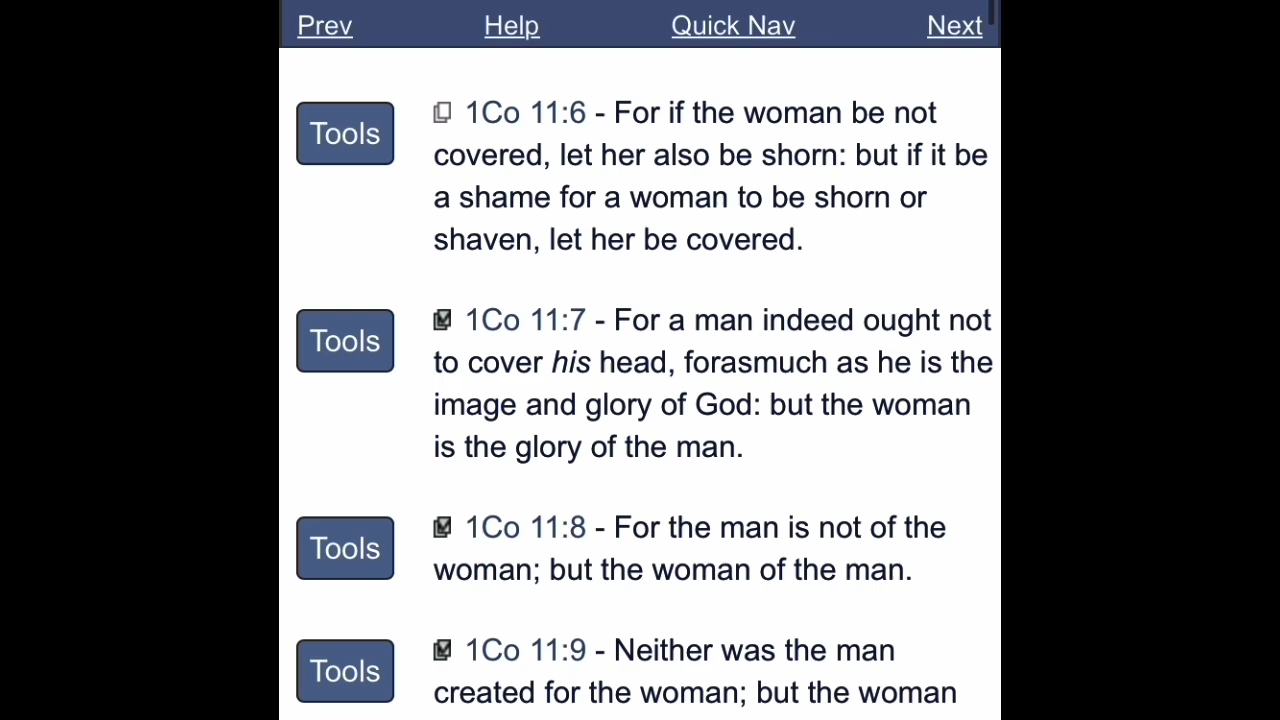 Prev Help Quick Nav Next
Tools
1Co 11:6 - For if the woman be not
covered, let her also be shorn: but if it be
a shame for a woman to be shorn or
shaven, let her be covered.
Tools
1Co 11:7 - For a man indeed ought not
to cover his head, forasmuch as he is the
image and glory of God: but the woman
is the glory of the man.
Tools
1Co 11:8 - For the man is not of the
woman; but the woman of the man.
Tools
1Co 11:9 - Neither was the man
created for the woman; but the woman